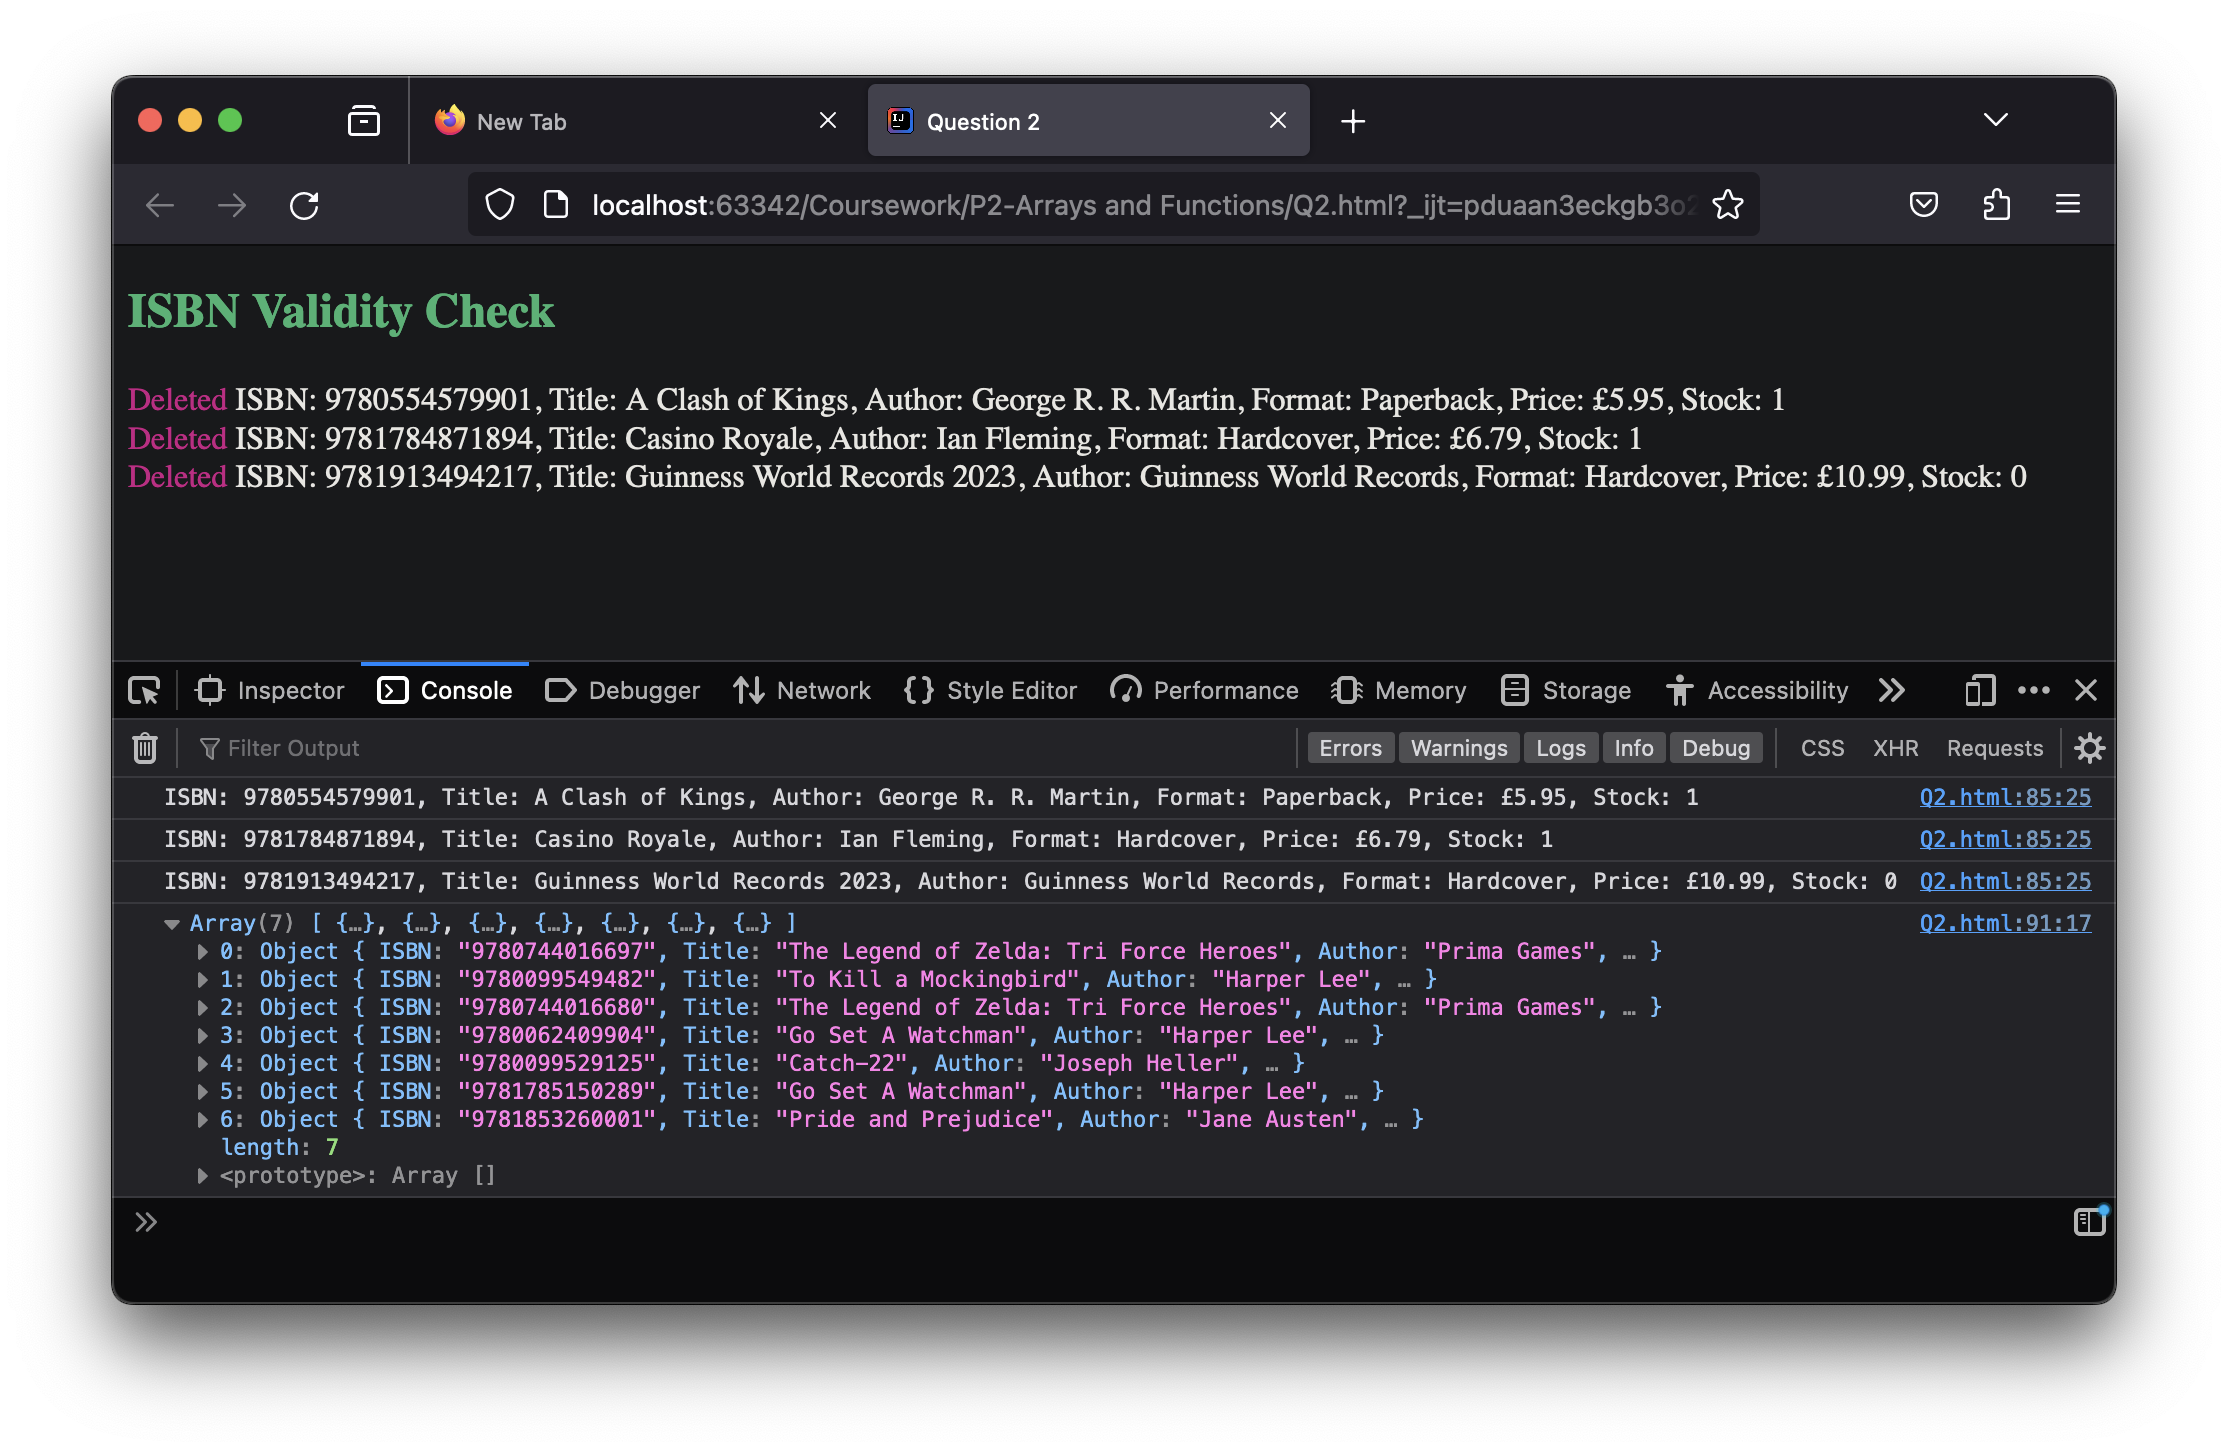 New Tab
Question 2
localhost:63342/Coursework/P2-Arrays and Functions/Q2.html?_ijt=pduaan3eckgb3o2
ISBN Validity Check
Deleted ISBN: 9780554579901, Title: A Clash of Kings, Author: George R. R. Martin, Format: Paperback, Price: £5.95, Stock: 1
Deleted ISBN: 9781784871894, Title: Casino Royale, Author: Ian Fleming, Format: Hardcover, Price: £6.79, Stock: 1
Deleted ISBN: 9781913494217, Title: Guinness World Records 2023, Author: Guinness World Records, Format: Hardcover, Price: £10.99, Stock: 0
Inspector Console Debugger Network {} Style Editor Performance Memory Storage Accessibility
Filter Output Errors Warnings Logs Info Debug CSS XHR Requests
ISBN: 9780554579901, Title: A Clash of Kings, Author: George R. R. Martin, Format: Paperback, Price: £5.95, Stock: 1 Q2.html:85:25
ISBN: 9781784871894, Title: Casino Royale, Author: Ian Fleming, Format: Hardcover, Price: £6.79, Stock: 1 Q2.html:85:25
ISBN: 9781913494217, Title: Guinness World Records 2023, Author: Guinness World Records, Format: Hardcover, Price: £10.99, Stock: 0 Q2.html:85:25
Array(7) [ {…}, {…}, {…}, {…}, {…}, {…}, {…} ] Q2.html:91:17
0: Object { ISBN: "9780744016697", Title: "The Legend of Zelda: Tri Force Heroes", Author: "Prima Games", … }
1: Object { ISBN: "9780099549482", Title: "To Kill a Mockingbird", Author: "Harper Lee", … }
2: Object { ISBN: "9780744016680", Title: "The Legend of Zelda: Tri Force Heroes", Author: "Prima Games", … }
3: Object { ISBN: "9780062409904", Title: "Go Set A Watchman", Author: "Harper Lee", … }
4: Object { ISBN: "9780099529125", Title: "Catch-22", Author: "Joseph Heller", … }
5: Object { ISBN: "9781785150289", Title: "Go Set A Watchman", Author: "Harper Lee", … }
6: Object { ISBN: "9781853260001", Title: "Pride and Prejudice", Author: "Jane Austen", … }
length: 7
<prototype>: Array []